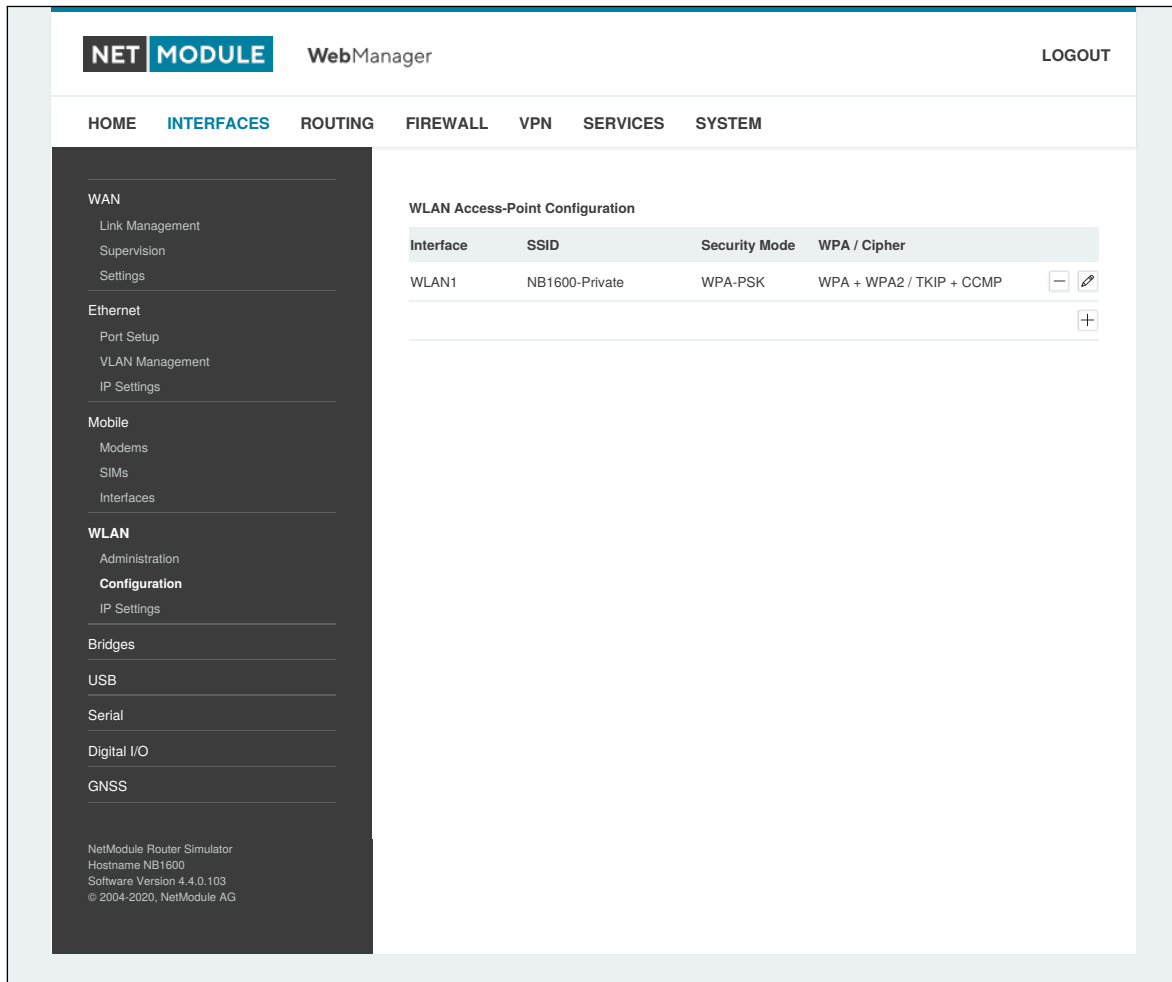 NET MODULE WebManager LOGOUT
HOME INTERFACES ROUTING FIREWALL VPN SERVICES SYSTEM
WAN
Link Management
Supervision
Settings
Ethernet
Port Setup
VLAN Management
IP Settings
Mobile
Modems
SIMs
Interfaces
WLAN
Administration
Configuration
IP Settings
Bridges
USB
Serial
Digital I/O
GNSS
NetModule Router Simulator
Hostname NB1600
Software Version 4.4.0.103
© 2004-2020, NetModule AG
WLAN Access-Point Configuration
Interface SSID Security Mode WPA / Cipher
WLAN1 NB1600-Private WPA-PSK WPA + WPA2 / TKIP + CCMP